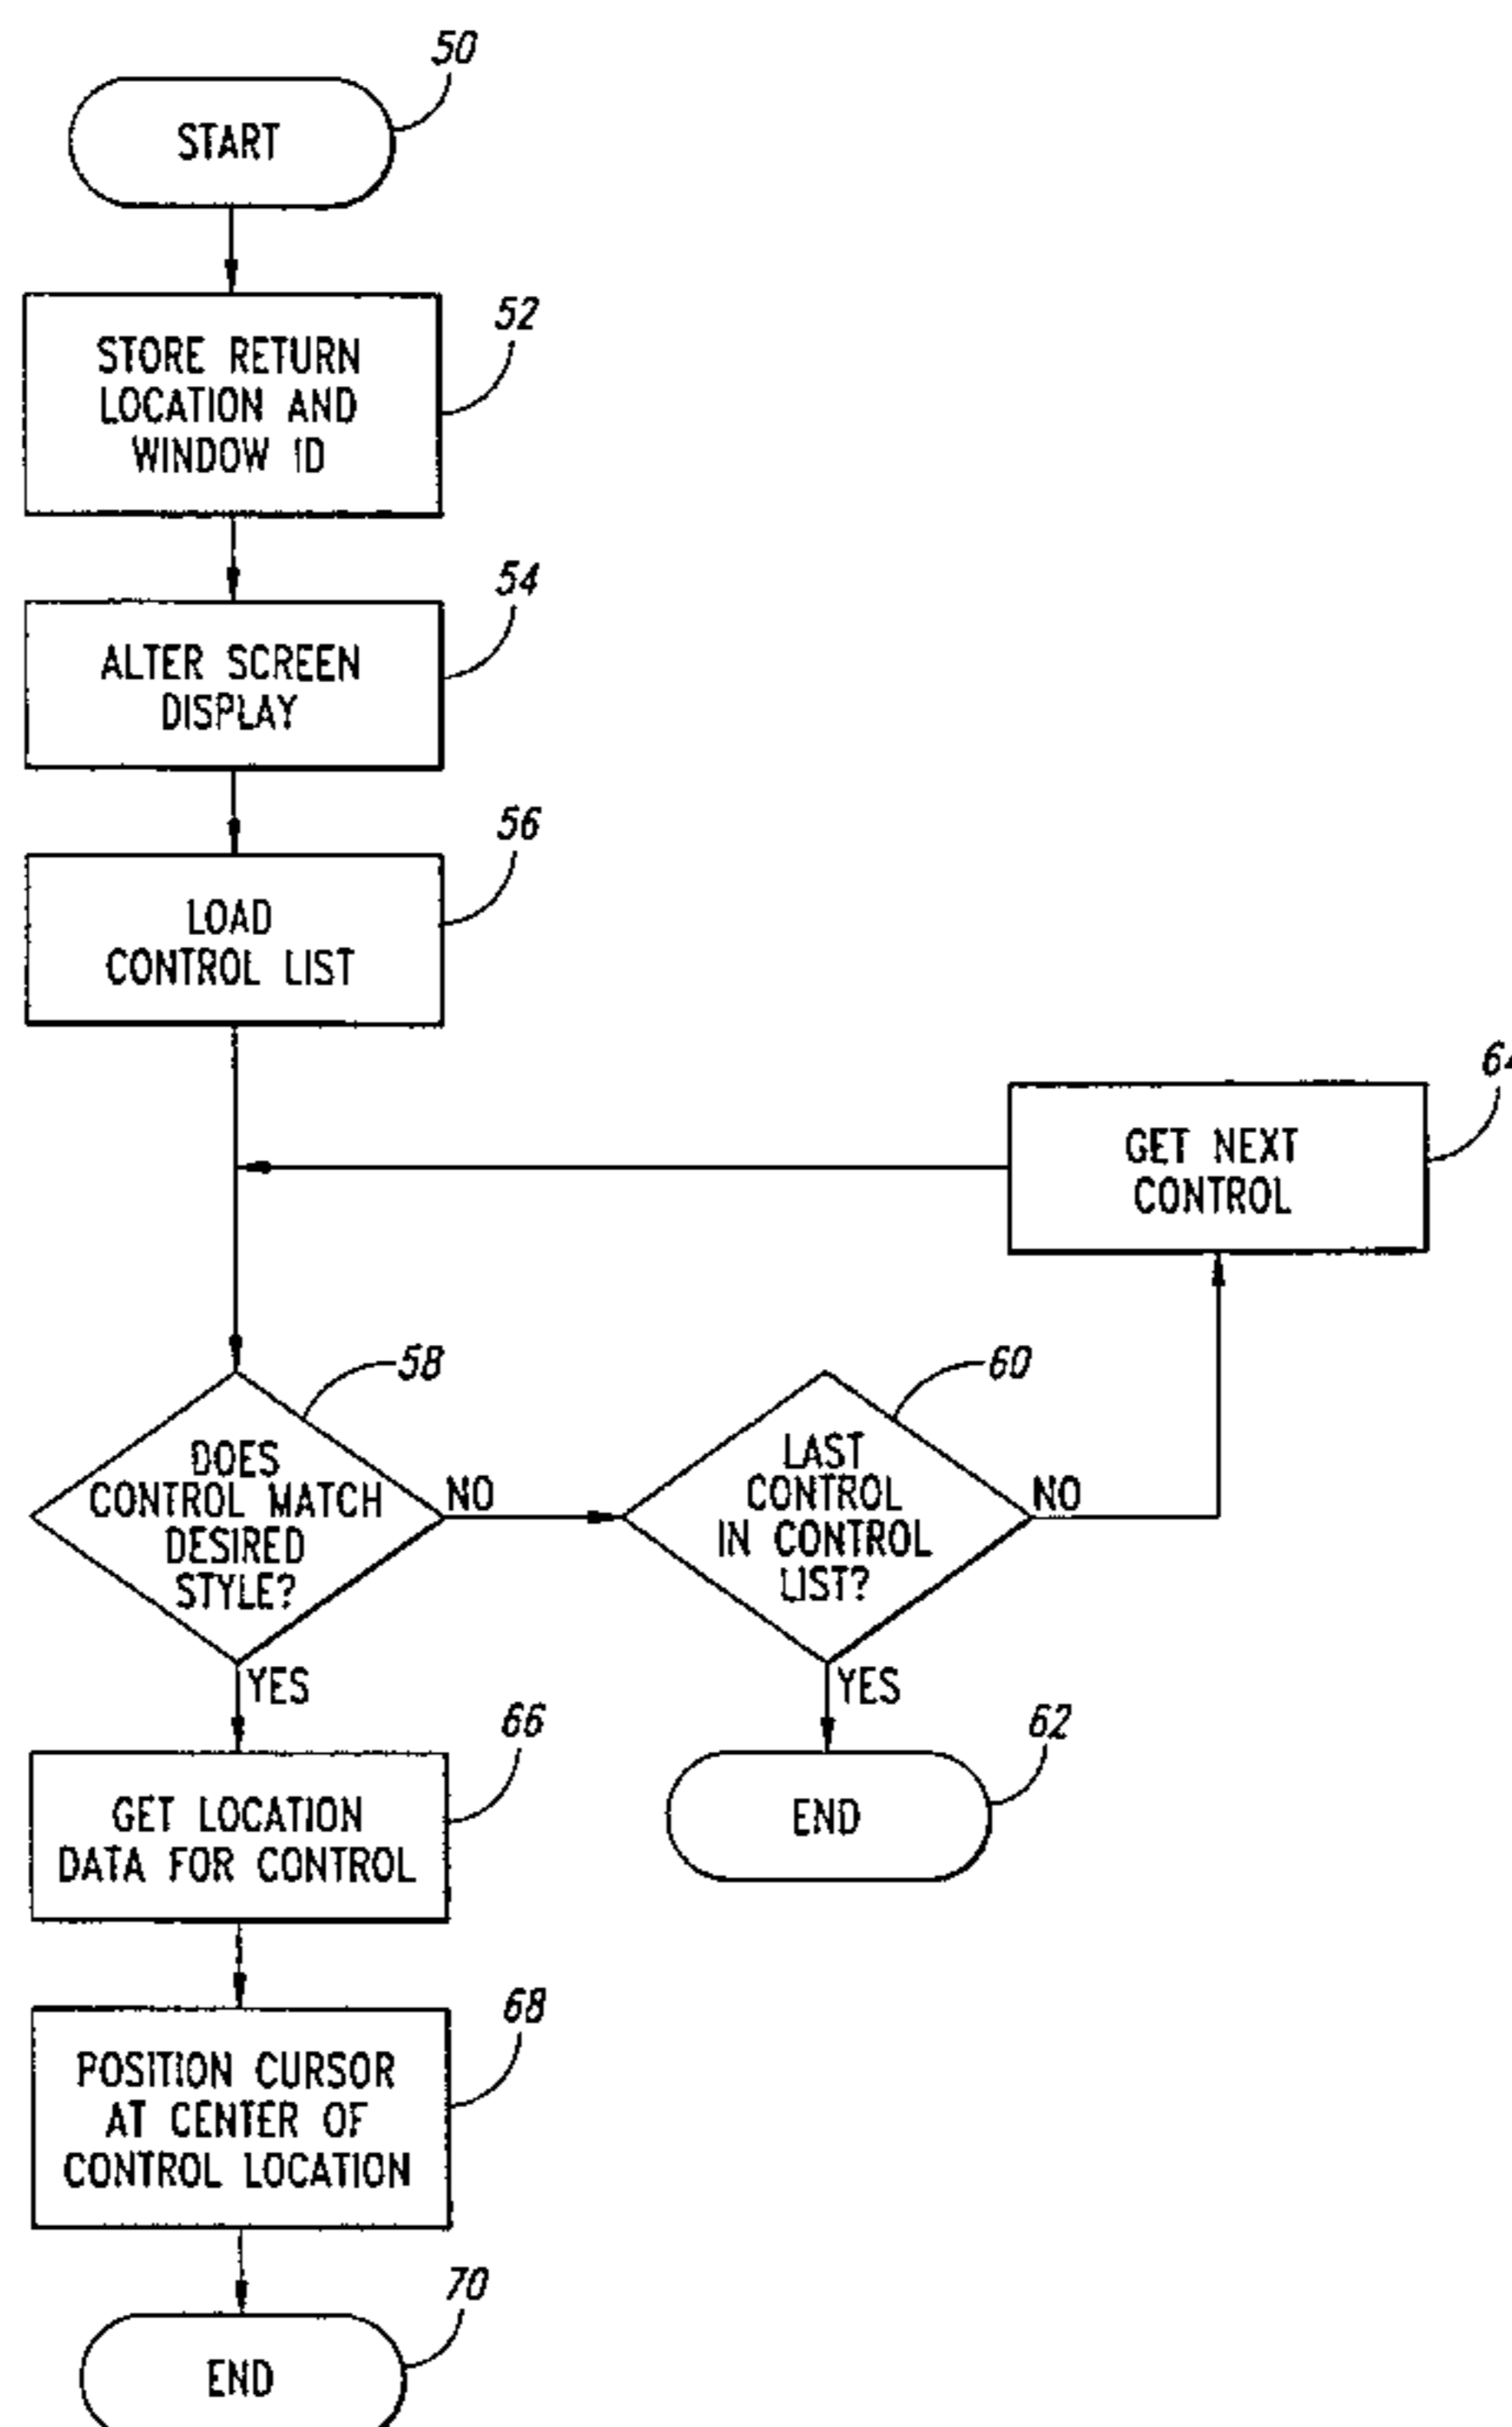 50
START
52
STORE RETURN
LOCATION AND
WINDOW ID
54
ALTER SCREEN
DISPLAY
56
LOAD
CONTROL LIST
64
GET NEXT
CONTROL
58
DOES
CONTROL MATCH
DESIRED
STYLE?
NO
YES
60
LAST
CONTROL
IN CONTROL
LIST?
NO
YES
66
GET LOCATION
DATA FOR CONTROL
62
END
68
POSITION CURSOR
AT CENTER OF
CONTROL LOCATION
70
END